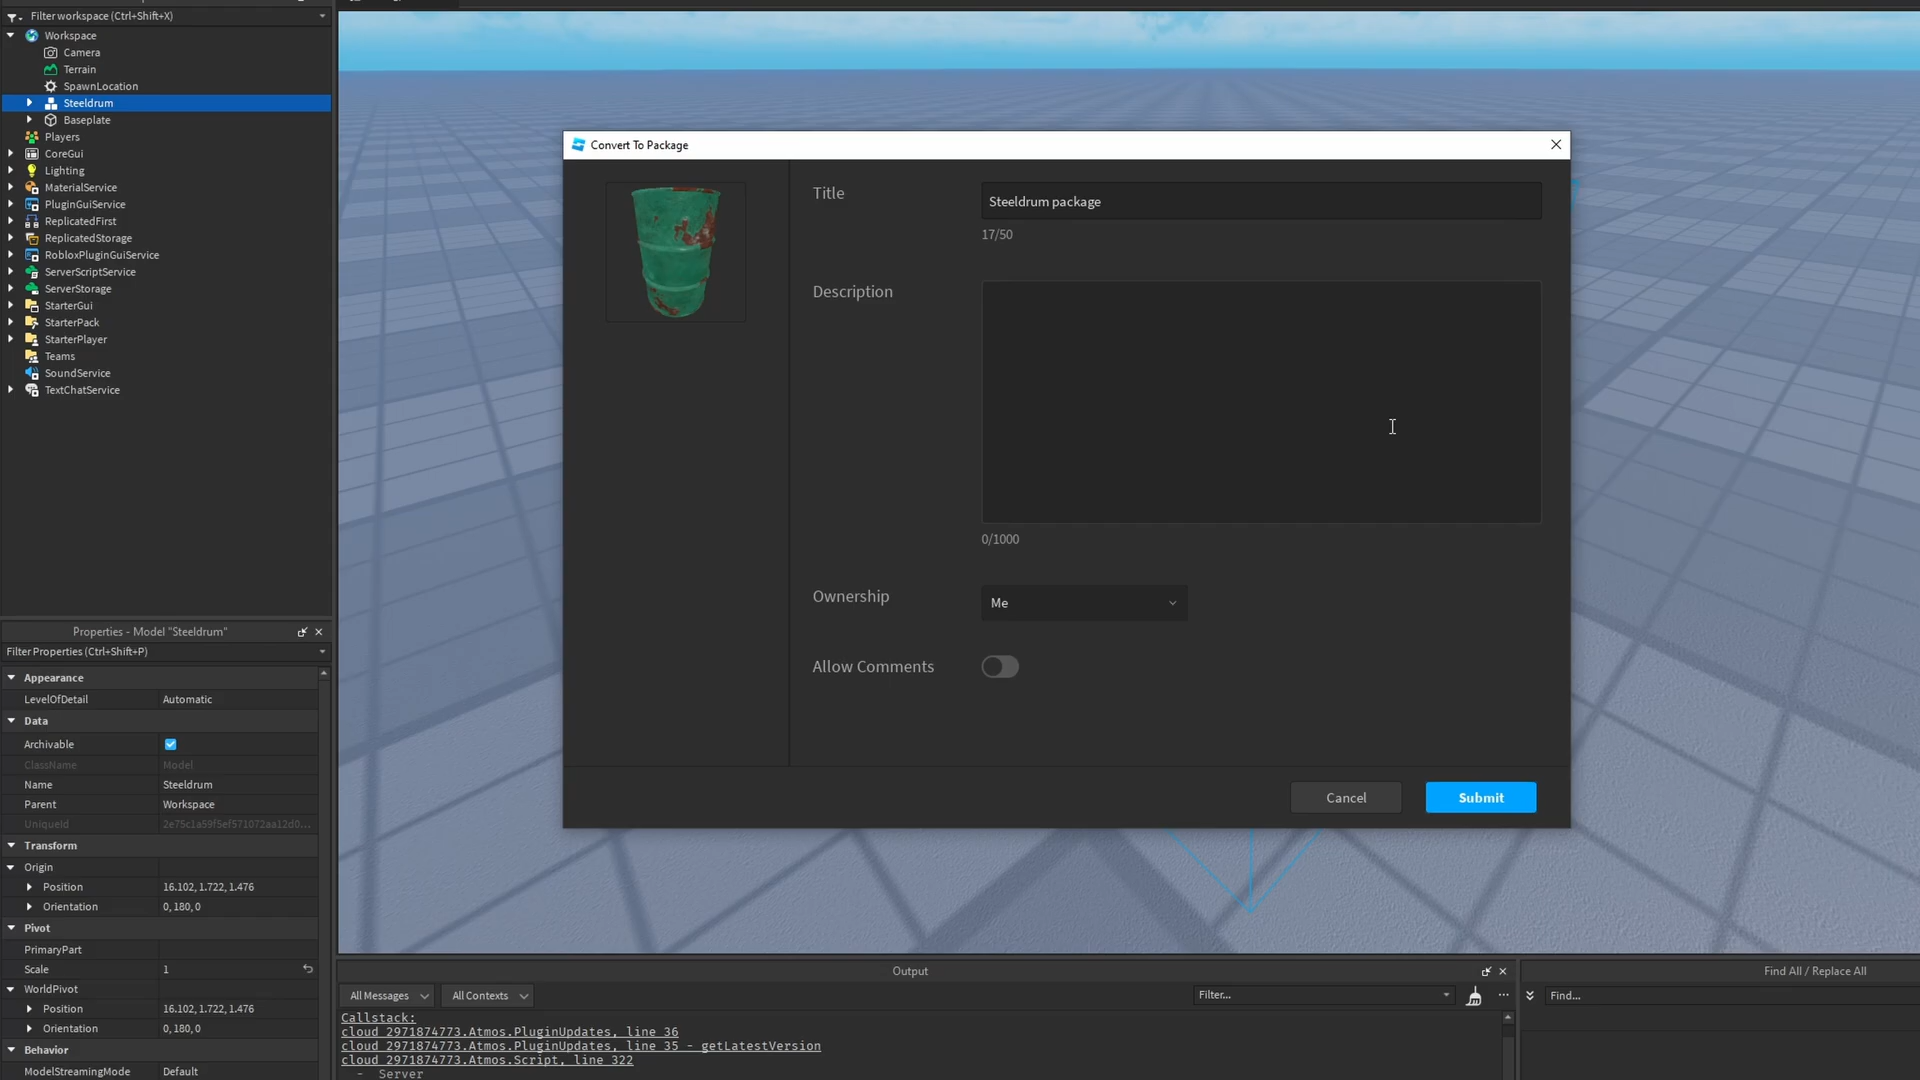 Filter workspace (Ctrl+Shift+X)
Workspace
Camera
Terrain
SpawnLocation
Steeldrum
Baseplate
Players
CoreGui
Lighting
MaterialService
PluginGuiService
ReplicatedFirst
ReplicatedStorage
RobloxPluginGuiService
ServerScriptService
ServerStorage
StarterGui
StarterPack
StarterPlayer
Teams
SoundService
TextChatService
Properties - Model "Steeldrum"
Filter Properties (Ctrl+Shift+P)
Appearance
LevelOfDetail Automatic
Data
Archivable
ClassName Model
Name Steeldrum
Parent Workspace
UniqueId 2e75c1a59f5ef571072aa12d0...
Transform
Origin
Position 16.102, 1.722, 1.476
Orientation 0, 180, 0
Pivot
PrimaryPart
Scale 1
WorldPivot
Position 16.102, 1.722, 1.476
Orientation 0, 180, 0
Behavior
ModelStreamingMode Default
Convert To Package
Title
Steeldrum package
17/50
Description
0/1000
Ownership
Me
Allow Comments
Cancel
Submit
Output
All Messages
All Contexts
Filter...
Callstack:
cloud_2971874773.Atmos.PluginUpdates, line 36
cloud_2971874773.Atmos.PluginUpdates, line 35 - getLatestVersion
cloud_2971874773.Atmos.Script, line 322
- Server
Find All / Replace All
Find...